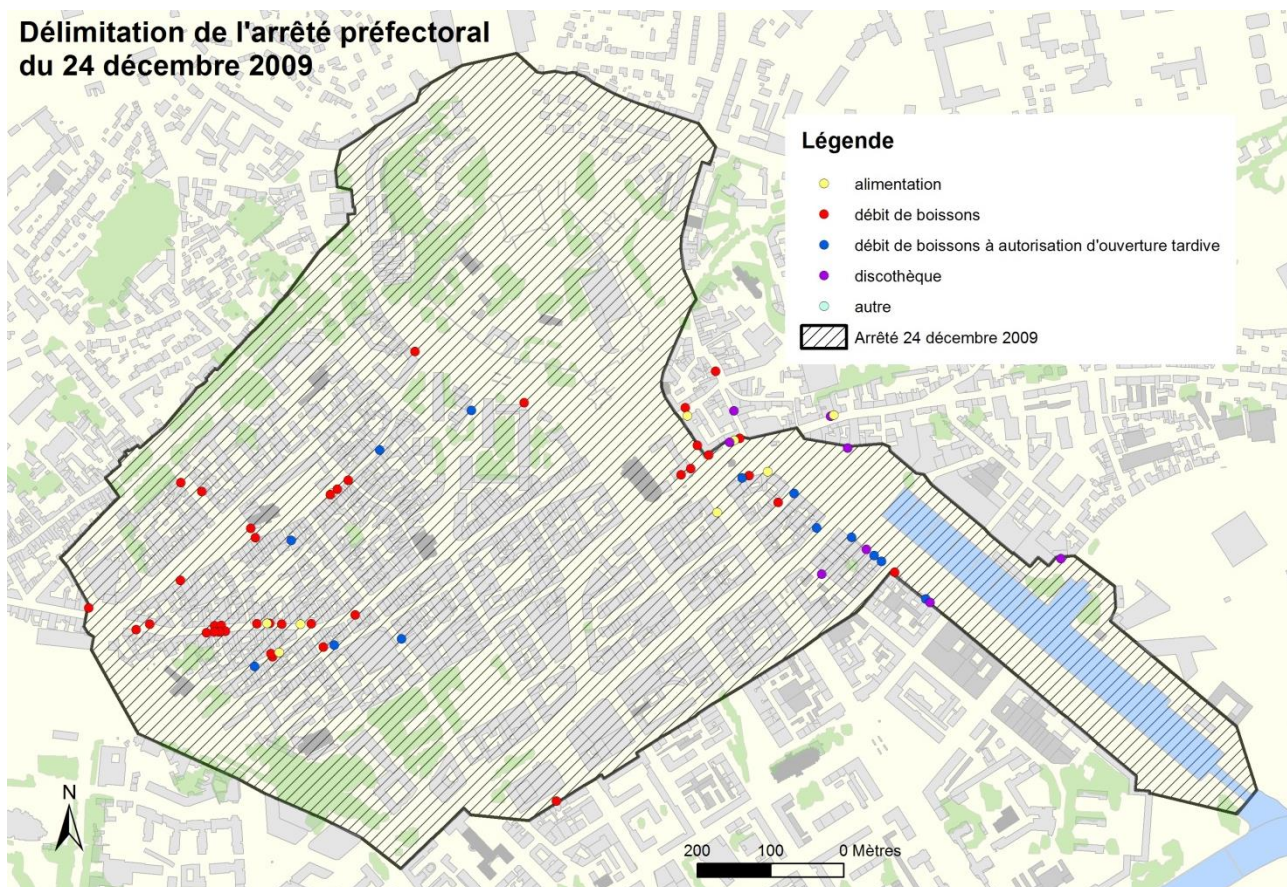 Délimitation de l'arrêté préfectoral
du 24 décembre 2009
Légende
alimentation
débit de boissons
débit de boissons à autorisation d'ouverture tardive
discothèque
autre
Arrêté 24 décembre 2009
N
200 100 0 Mètres